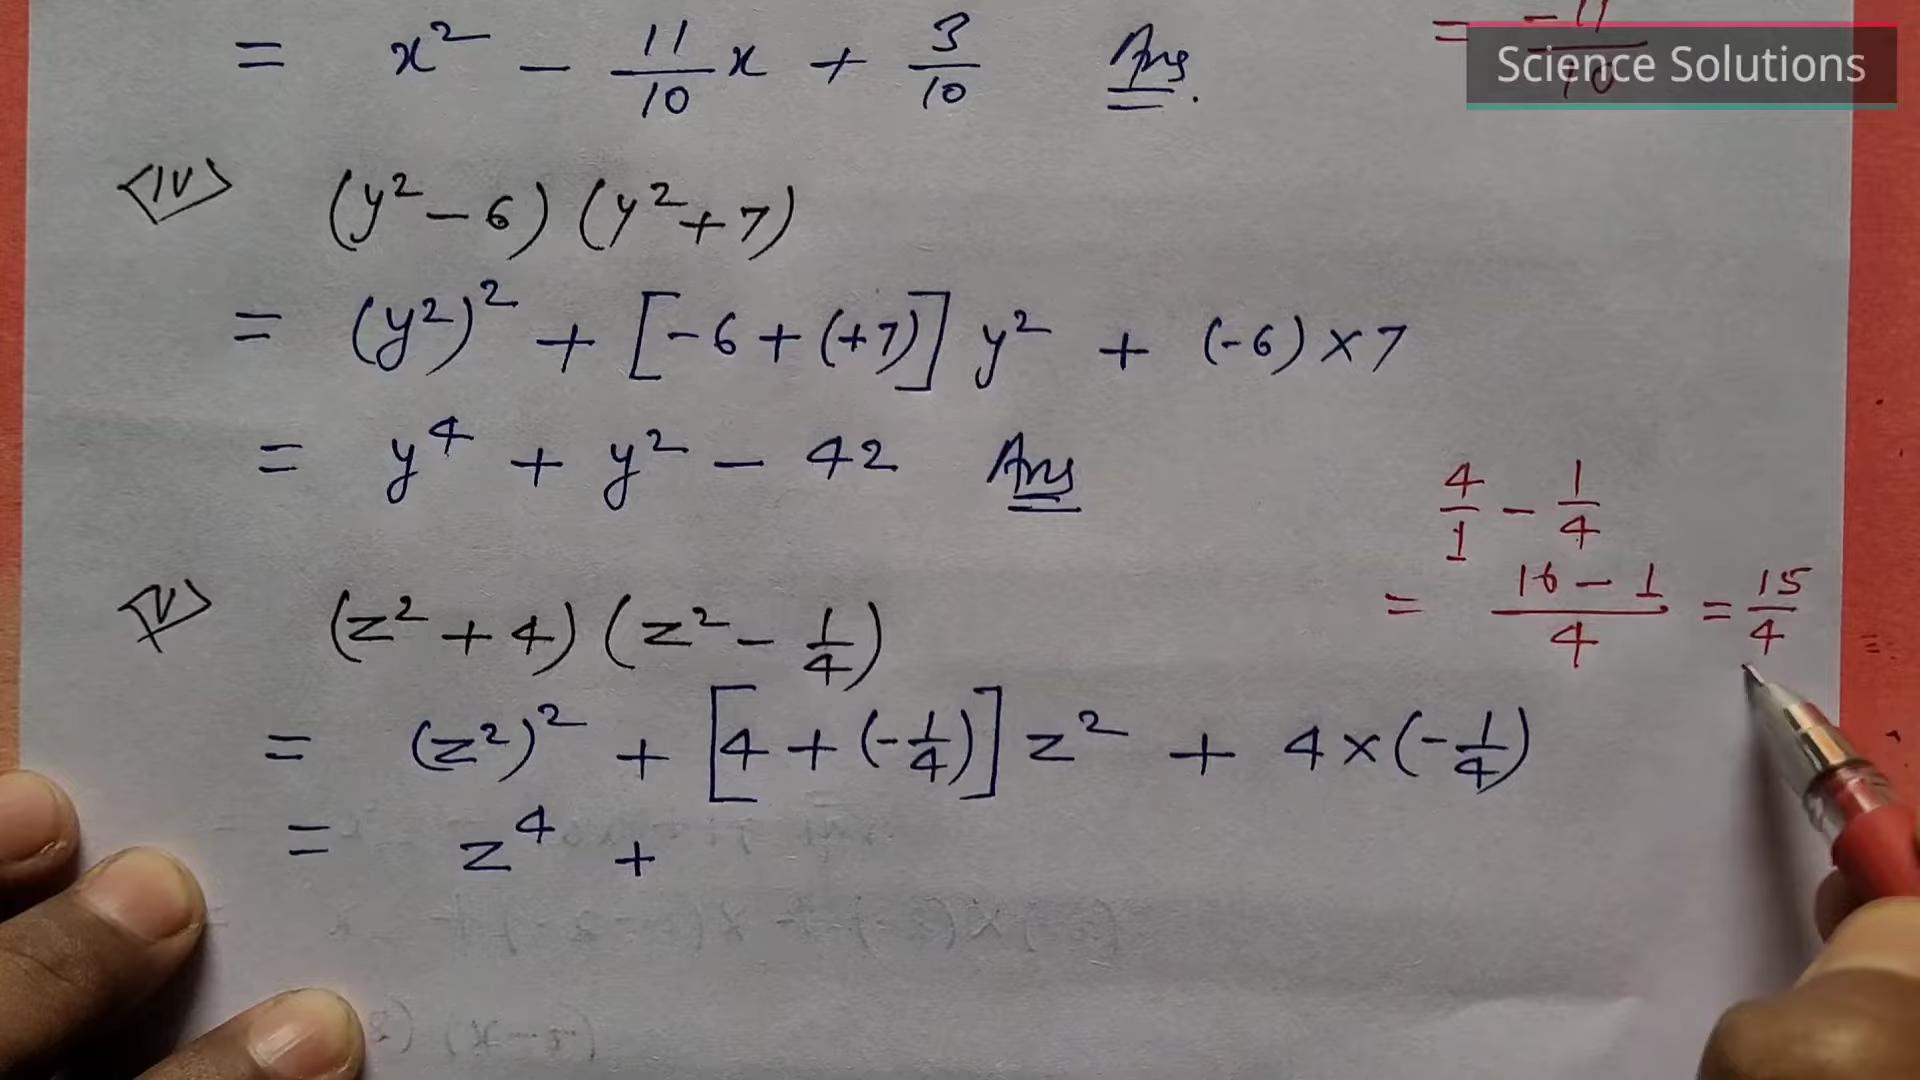 = x² - 11/10 x + 3/10 Ans.
Science Solutions
= -11/10
<IV> (y² - 6) (y² + 7)
= (y²)² + [-6 + (+7)] y² + (-6) × 7
= y⁴ + y² - 42 Ans
4/1 - 1/4
= 16 - 1/4 = 15/4
<V> (z² + 4) (z² - 1/4)
= (z²)² + [4 + (-1/4)] z² + 4 × (-1/4)
= z⁴ +